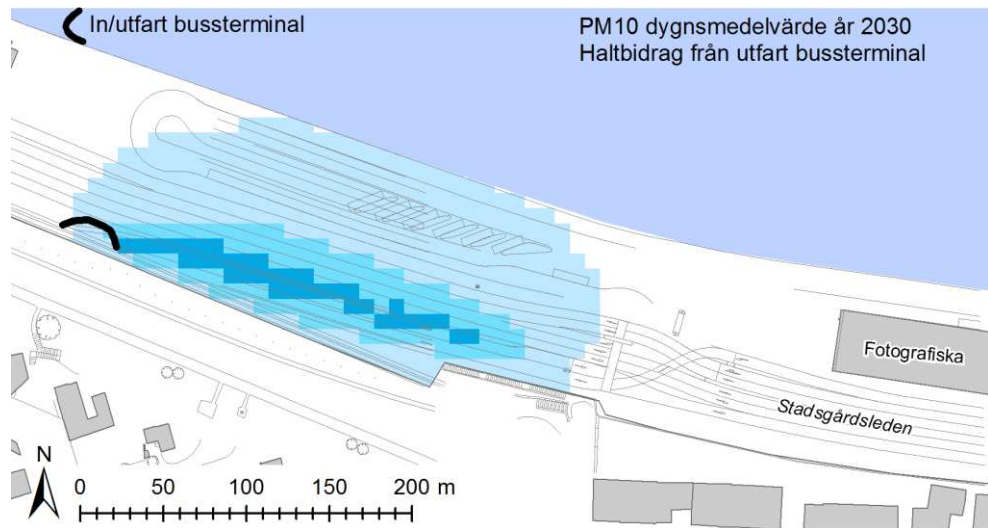 In/utfart bussterminal
PM10 dygnsmedelvärde år 2030
Haltbidrag från utfart bussterminal
Fotografiska
Stadsgårdsleden
N
0 50 100 150 200 m